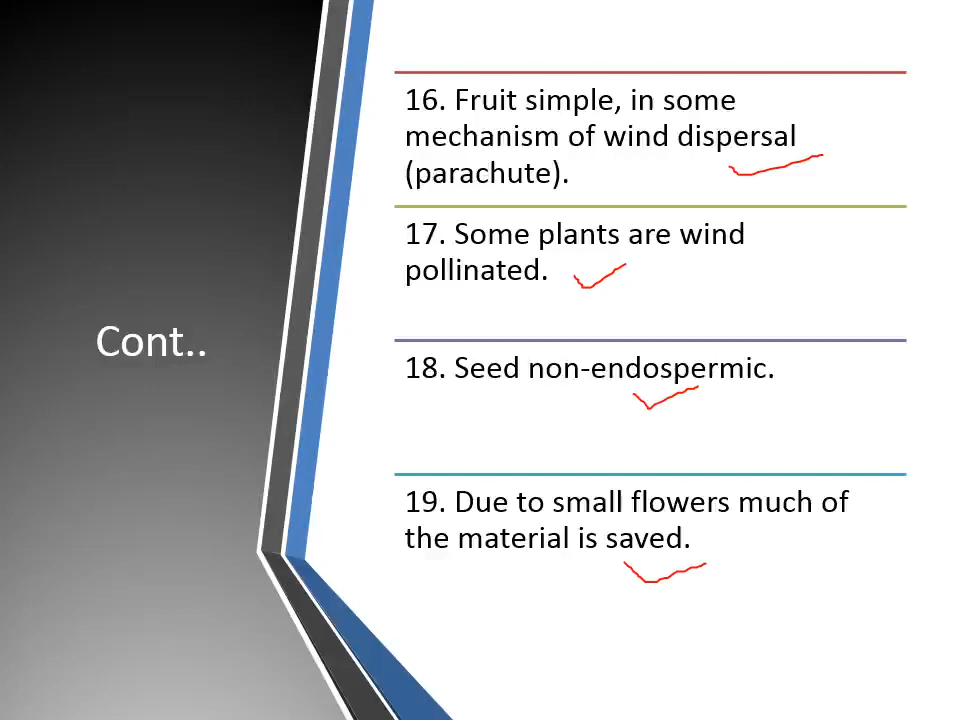 Cont..
16. Fruit simple, in some
mechanism of wind dispersal
(parachute).
17. Some plants are wind
pollinated.
18. Seed non-endospermic.
19. Due to small flowers much of
the material is saved.